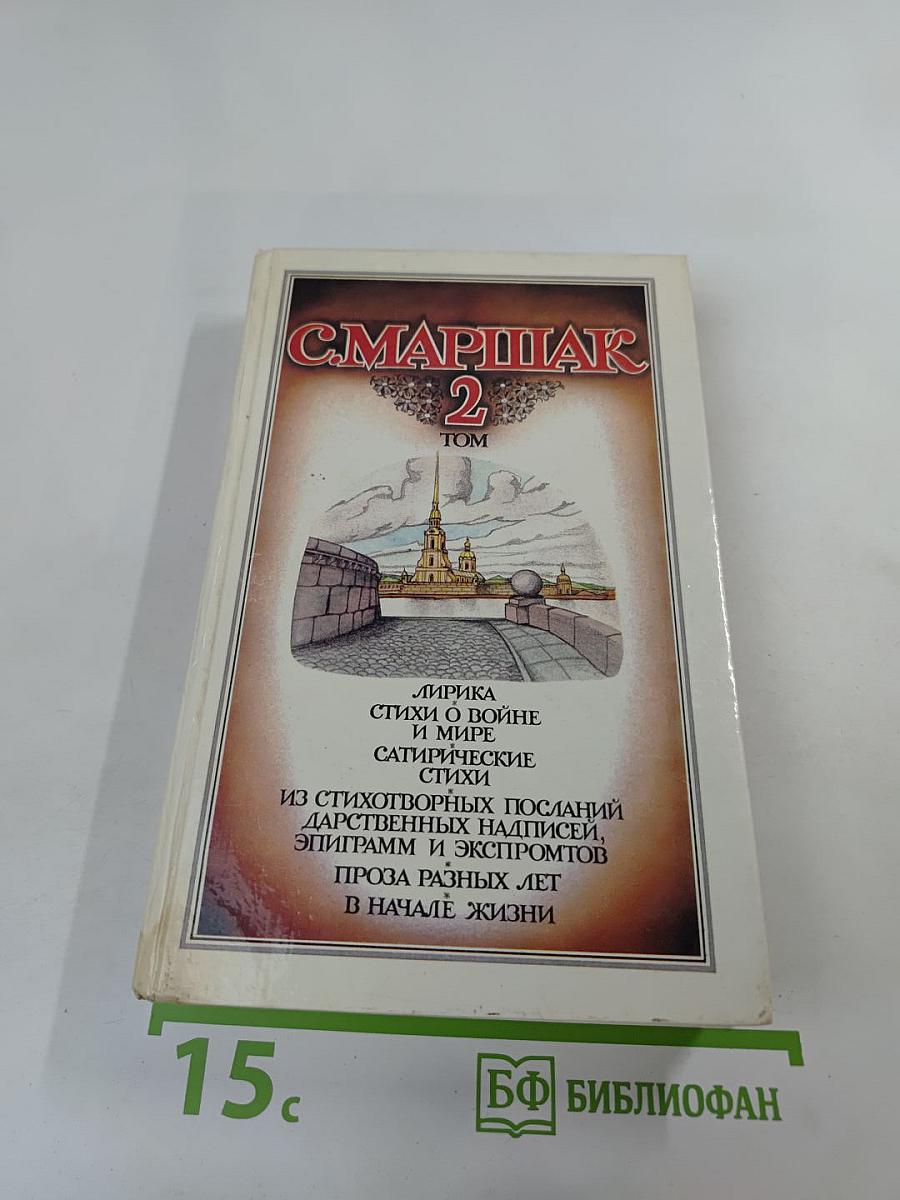 С.МАРШАК
2
ТОМ
ЛИРИКА
*
СТИХИ О ВОЙНЕ
И МИРЕ
*
САТИРИЧЕСКИЕ
СТИХИ
*
ИЗ СТИХОТВОРНЫХ ПОСЛАНИЙ
ДАРСТВЕННЫХ НАДПИСЕЙ,
ЭПИГРАММ И ЭКСПРОМТОВ
*
ПРОЗА РАЗНЫХ ЛЕТ
*
В НАЧАЛЕ ЖИЗНИ
15 с
БФ БИБЛИОФАН